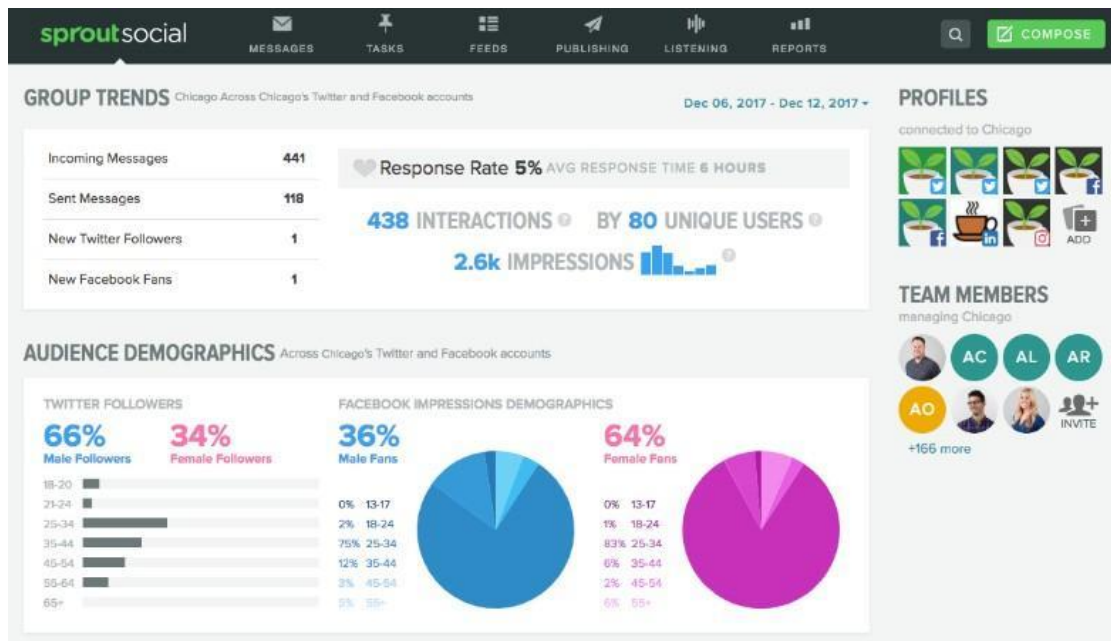 sproutsocial
MESSAGES
TASKS
FEEDS
PUBLISHING
LISTENING
REPORTS
COMPOSE
GROUP TRENDS Chicago Across Chicago's Twitter and Facebook accounts
Dec 06, 2017 - Dec 12, 2017
Incoming Messages 441
Sent Messages 118
New Twitter Followers 1
New Facebook Fans 1
Response Rate 5% AVG RESPONSE TIME 6 HOURS
438 INTERACTIONS ? BY 80 UNIQUE USERS ?
2.6k IMPRESSIONS ?
AUDIENCE DEMOGRAPHICS Across Chicago's Twitter and Facebook accounts
TWITTER FOLLOWERS
66%
Male Followers
34%
Female Followers
18-20
21-24
25-34
35-44
45-54
55-64
65+
FACEBOOK IMPRESSIONS DEMOGRAPHICS
36%
Male Fans
0% 13-17
2% 18-24
75% 25-34
12% 35-44
3% 45-54
5% 55+
64%
Female Fans
0% 13-17
1% 18-24
83% 25-34
6% 35-44
2% 45-54
6% 55+
PROFILES
connected to Chicago
f
f
in
ADD
TEAM MEMBERS
managing Chicago
AC
AL
AR
AO
INVITE
+166 more